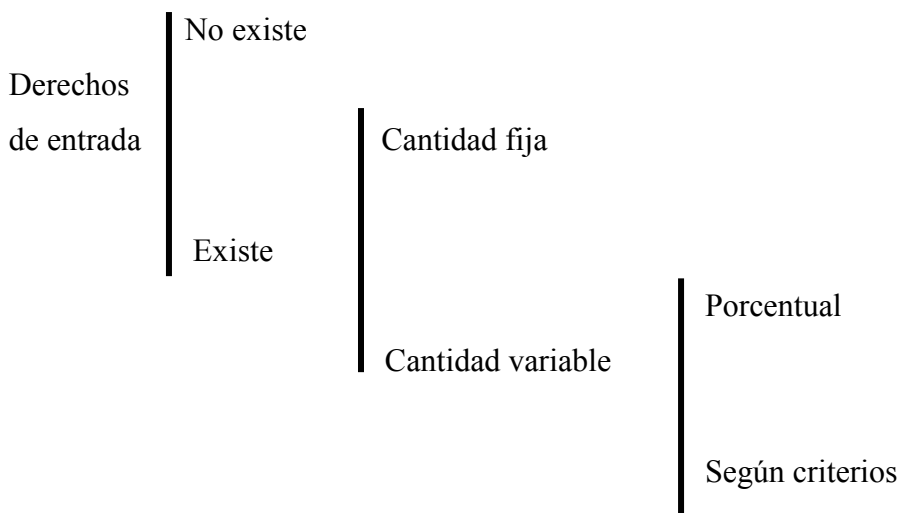 No existe
Derechos
de entrada
Cantidad fija
Existe
Porcentual
Cantidad variable
Según criterios